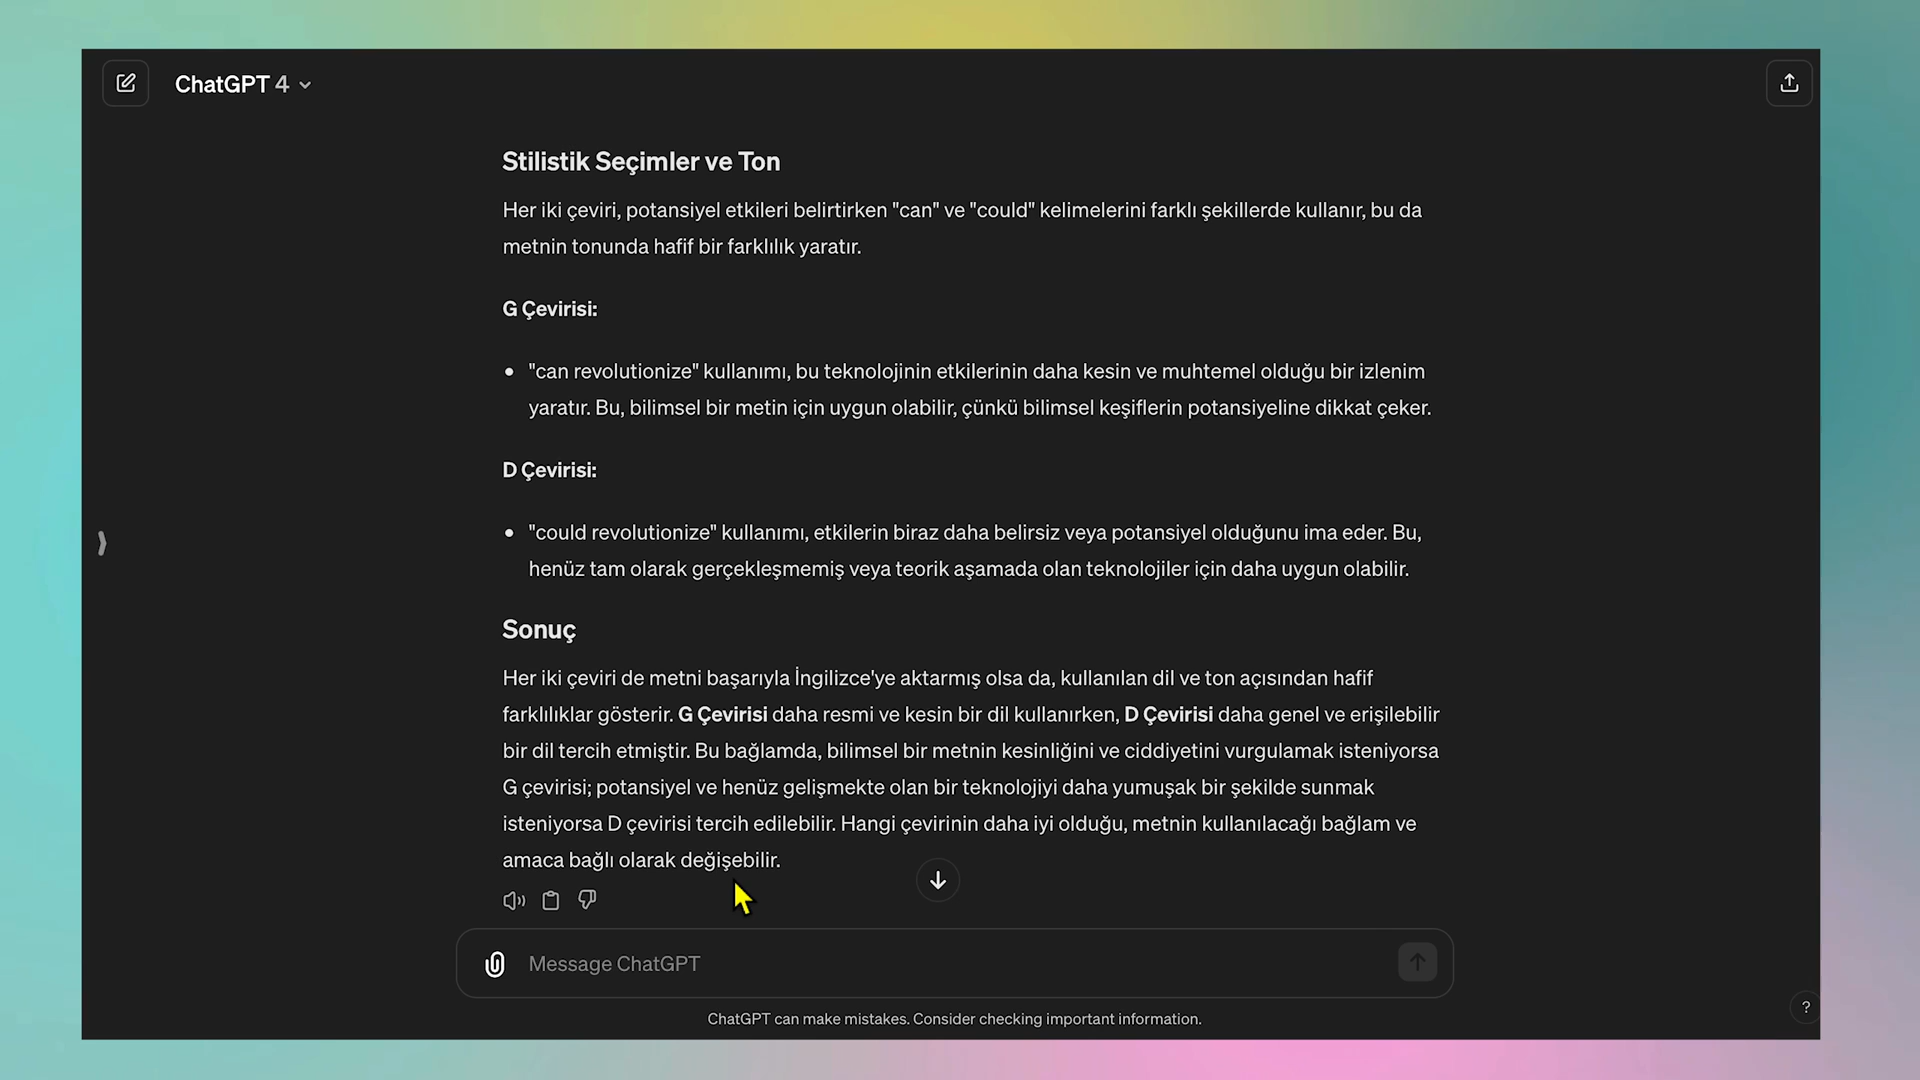 ChatGPT 4
Stilistik Seçimler ve Ton
Her iki çeviri, potansiyel etkileri belirtirken "can" ve "could" kelimelerini farklı şekillerde kullanır, bu da
metnin tonunda hafif bir farklılık yaratır.
G Çevirisi:
"can revolutionize" kullanımı, bu teknolojinin etkilerinin daha kesin ve muhtemel olduğu bir izlenim
yaratır. Bu, bilimsel bir metin için uygun olabilir, çünkü bilimsel keşiflerin potansiyeline dikkat çeker.
D Çevirisi:
"could revolutionize" kullanımı, etkilerin biraz daha belirsiz veya potansiyel olduğunu ima eder. Bu,
henüz tam olarak gerçekleşmemiş veya teorik aşamada olan teknolojiler için daha uygun olabilir.
Sonuç
Her iki çeviri de metni başarıyla İngilizce'ye aktarmış olsa da, kullanılan dil ve ton açısından hafif
farklılıklar gösterir. G Çevirisi daha resmi ve kesin bir dil kullanırken, D Çevirisi daha genel ve erişilebilir
bir dil tercih etmiştir. Bu bağlamda, bilimsel bir metnin kesinliğini ve ciddiyetini vurgulamak isteniyorsa
G çevirisi; potansiyel ve henüz gelişmekte olan bir teknolojiyi daha yumuşak bir şekilde sunmak
isteniyorsa D çevirisi tercih edilebilir. Hangi çevirinin daha iyi olduğu, metnin kullanılacağı bağlam ve
amaca bağlı olarak değişebilir.
Message ChatGPT
ChatGPT can make mistakes. Consider checking important information.
?